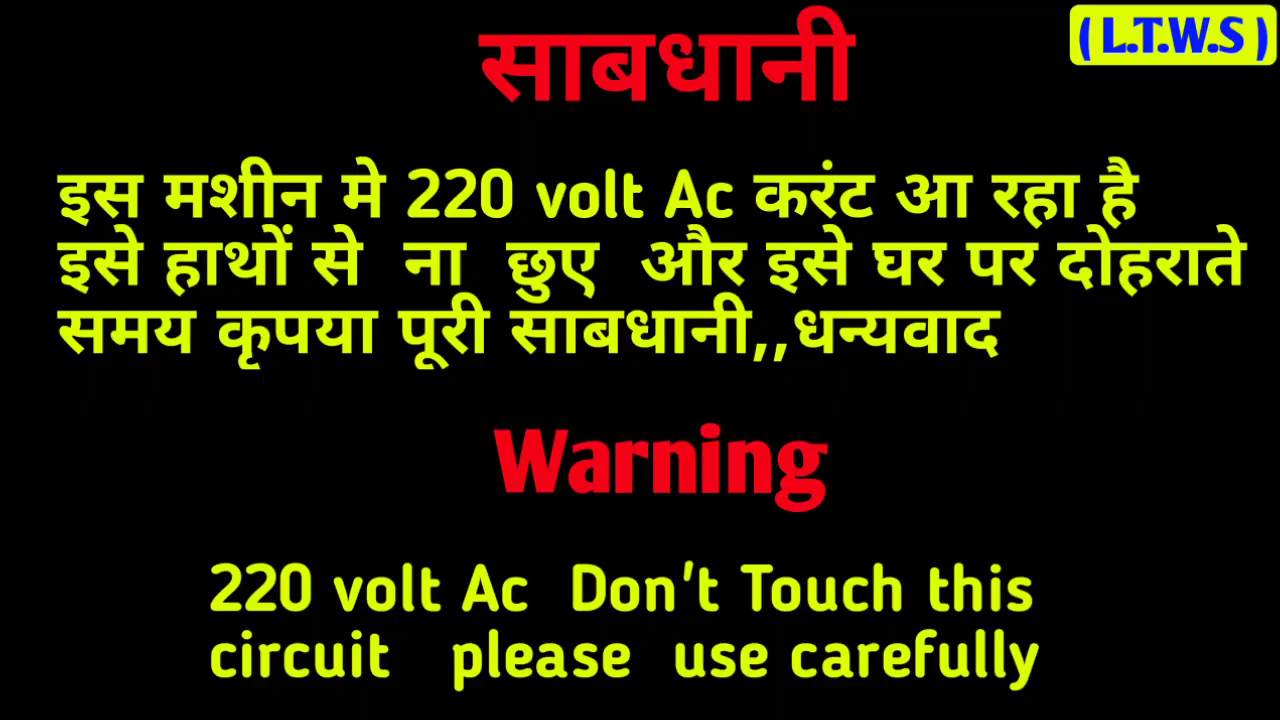 साबधानी
( L.T.W.S )
इस मशीन मे 220 volt Ac करंट आ रहा है
इसे हाथों से ना छुए और इसे घर पर दोहराते
समय कृपया पूरी साबधानी,,धन्यवाद
Warning
220 volt Ac Don't Touch this
circuit please use carefully